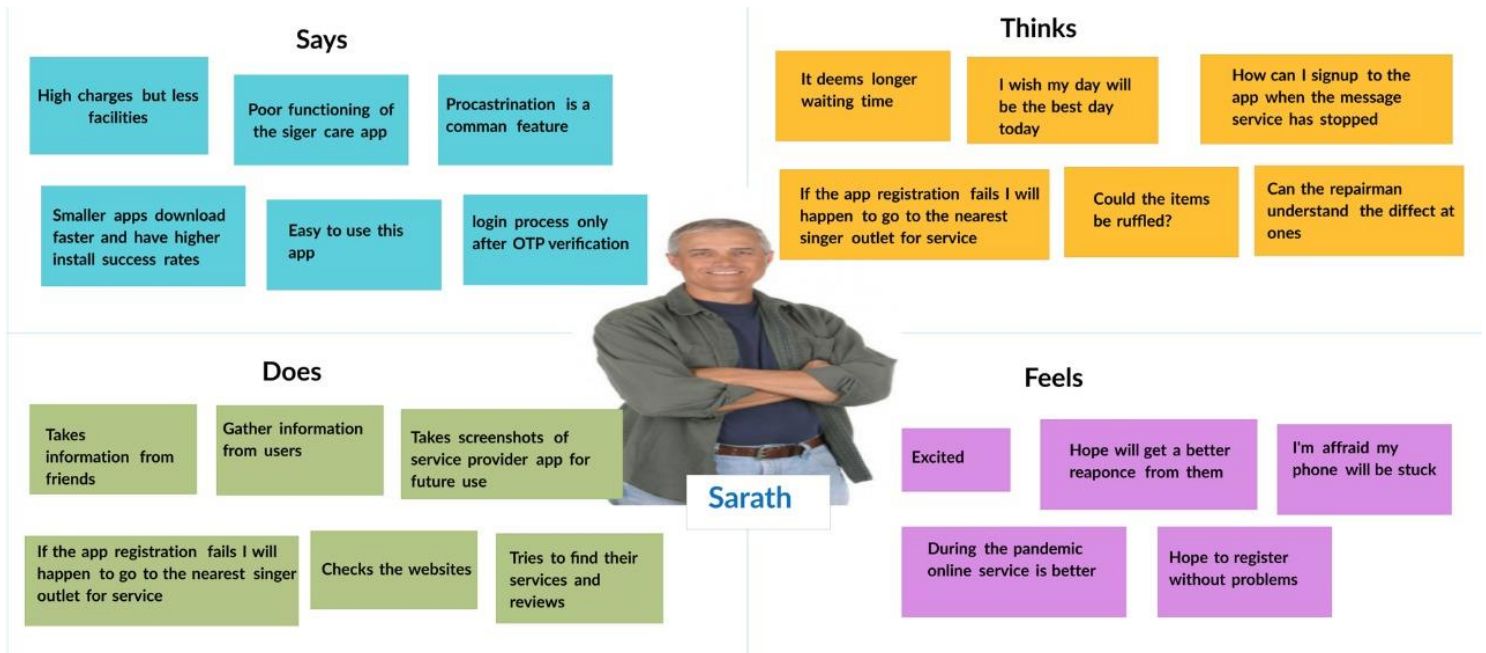 Says
High charges but less
facilities
Poor functioning of
the siger care app
Procastrination is a
comman feature
Smaller apps download
faster and have higher
install success rates
Easy to use this
app
login process only
after OTP verification
Thinks
It deems longer
waiting time
I wish my day will
be the best day
today
How can I signup to the
app when the message
service has stopped
If the app registration fails I will
happen to go to the nearest
singer outlet for service
Could the items
be ruffled?
Can the repairman
understand the diffect at
ones
Does
Takes
information from
friends
Gather information
from users
Takes screenshots of
service provider app for
future use
If the app registration fails I will
happen to go to the nearest singer
outlet for service
Checks the websites
Tries to find their
services and
reviews
Sarath
Feels
Excited
Hope will get a better
reaponce from them
I'm affraid my
phone will be stuck
During the pandemic
online service is better
Hope to register
without problems